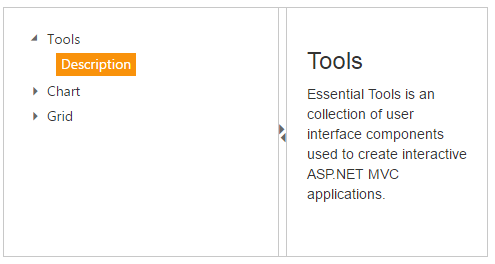 Tools
Description
Chart
Grid
Tools
Essential Tools is an
collection of user
interface components
used to create interactive
ASP.NET MVC
applications.